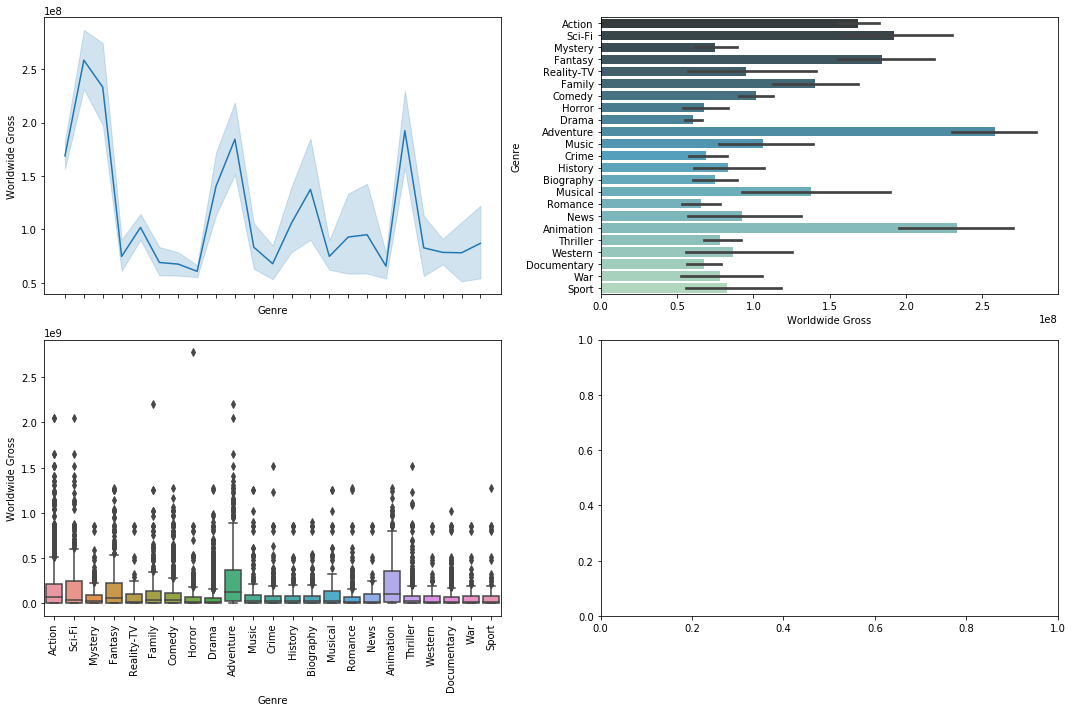 1e8
Worldwide Gross
2.5
2.0
1.5
1.0
0.5
Genre
Genre
Action
Sci-Fi
Mystery
Fantasy
Reality-TV
Family
Comedy
Horror
Drama
Adventure
Music
Crime
History
Biography
Musical
Romance
News
Animation
Thriller
Western
Documentary
War
Sport
0.0 0.5 1.0 1.5 2.0 2.5
Worldwide Gross
1e8
1e9
Worldwide Gross
2.5
2.0
1.5
1.0
0.5
0.0
Action Sci-Fi Mystery Fantasy Reality-TV Family Comedy Horror Drama Adventure Music Crime History Biography Musical Romance News Animation Thriller Western Documentary War Sport
Genre
1.0
0.8
0.6
0.4
0.2
0.0
0.0 0.2 0.4 0.6 0.8 1.0